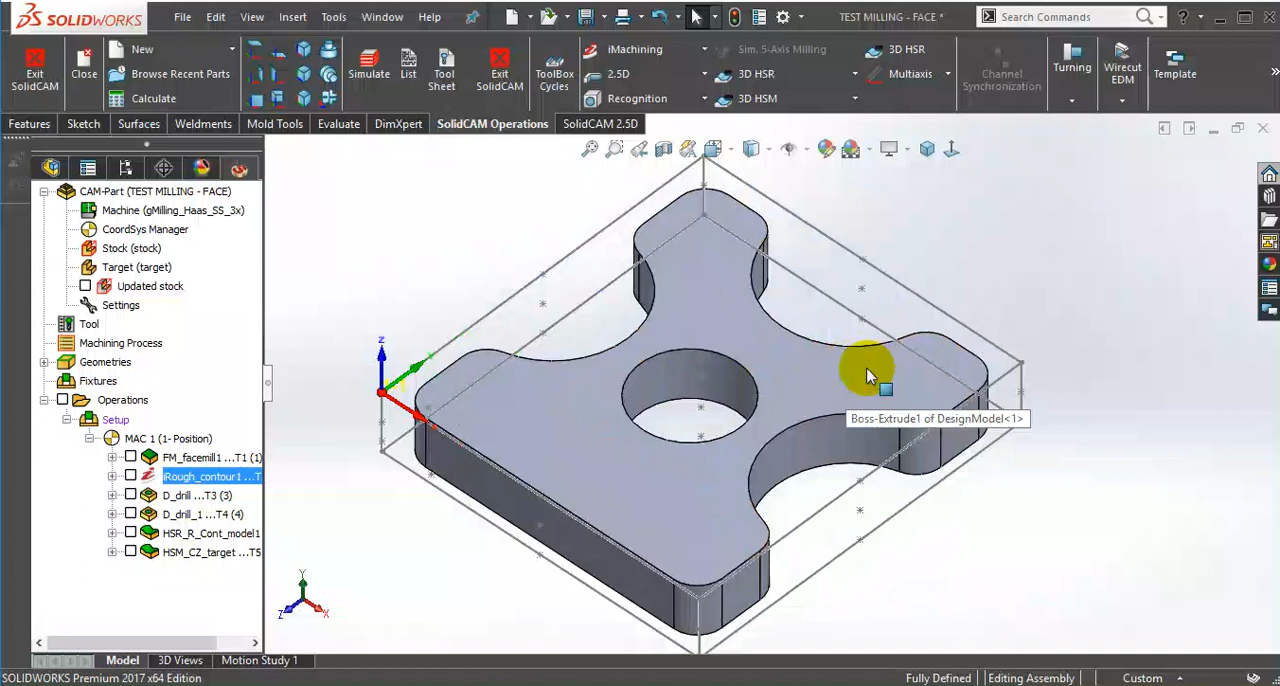 SOLIDWORKS
File Edit View Insert Tools Window Help
TEST MILLING - FACE *
Search Commands
Exit SolidCAM
Close
New
Browse Recent Parts
Calculate
Simulate
List
Tool Sheet
Exit SolidCAM
ToolBox Cycles
iMachining
2.5D
Recognition
Sim. 5-Axis Milling
3D HSR
3D HSM
3D HSR
Multiaxis
Channel Synchronization
Turning
Wirecut EDM
Template
Features Sketch Surfaces Weldments Mold Tools Evaluate DimXpert SolidCAM Operations SolidCAM 2.5D
CAM-Part (TEST MILLING - FACE)
Machine (gMilling_Haas_SS_3x)
CoordSys Manager
Stock (stock)
Target (target)
Updated stock
Settings
Tool
Machining Process
Geometries
Fixtures
Operations
Setup
MAC 1 (1- Position)
FM_facemill1 ...T1 (1)
iRough_contour1 ...T
D_drill ...T3 (3)
D_drill_1 ...T4 (4)
HSR_R_Cont_model1
HSM_CZ_target ...T5
z
Boss-Extrude1 of DesignModel<1>
Y
Z X
Model 3D Views Motion Study 1
SOLIDWORKS Premium 2017 x64 Edition
Fully Defined Editing Assembly Custom